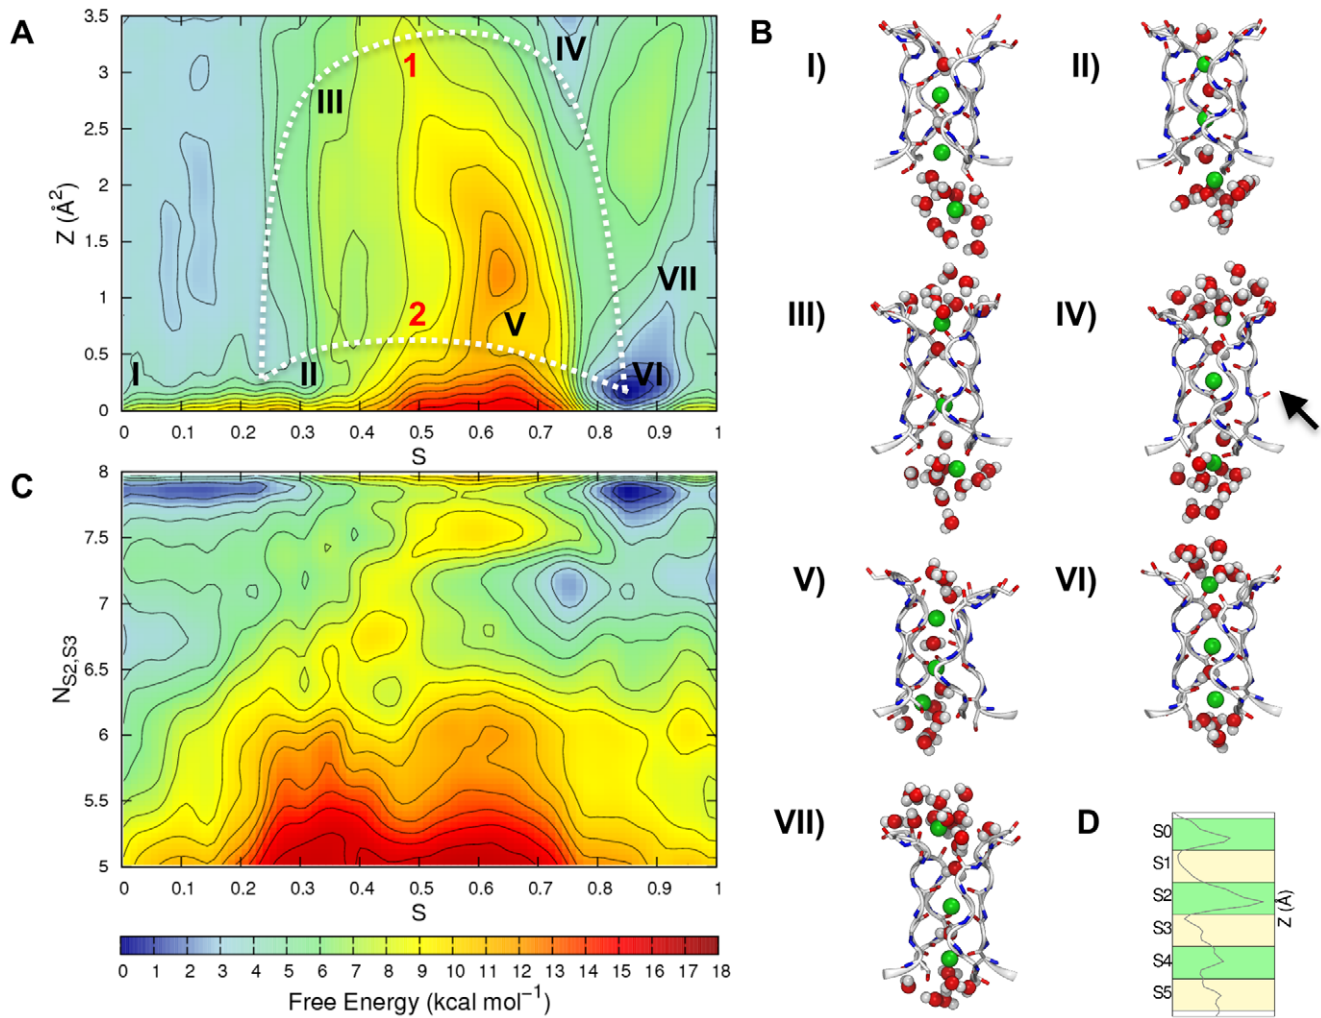 A
3.5
3
2.5
2
1.5
1
0.5
0
Z (Å²)
1
2
I
II
III
IV
V
VI
VII
0 0.1 0.2 0.3 0.4 0.5 0.6 0.7 0.8 0.9 1
S
B
I)
II)
III)
IV)
V)
VI)
VII)
C
8
7.5
7
6.5
6
5.5
5
N_S2,S3
0 0.1 0.2 0.3 0.4 0.5 0.6 0.7 0.8 0.9 1
S
0 1 2 3 4 5 6 7 8 9 10 11 12 13 14 15 16 17 18
Free Energy (kcal mol⁻¹)
D
S0
S1
S2
S3
S4
S5
Z (Å)